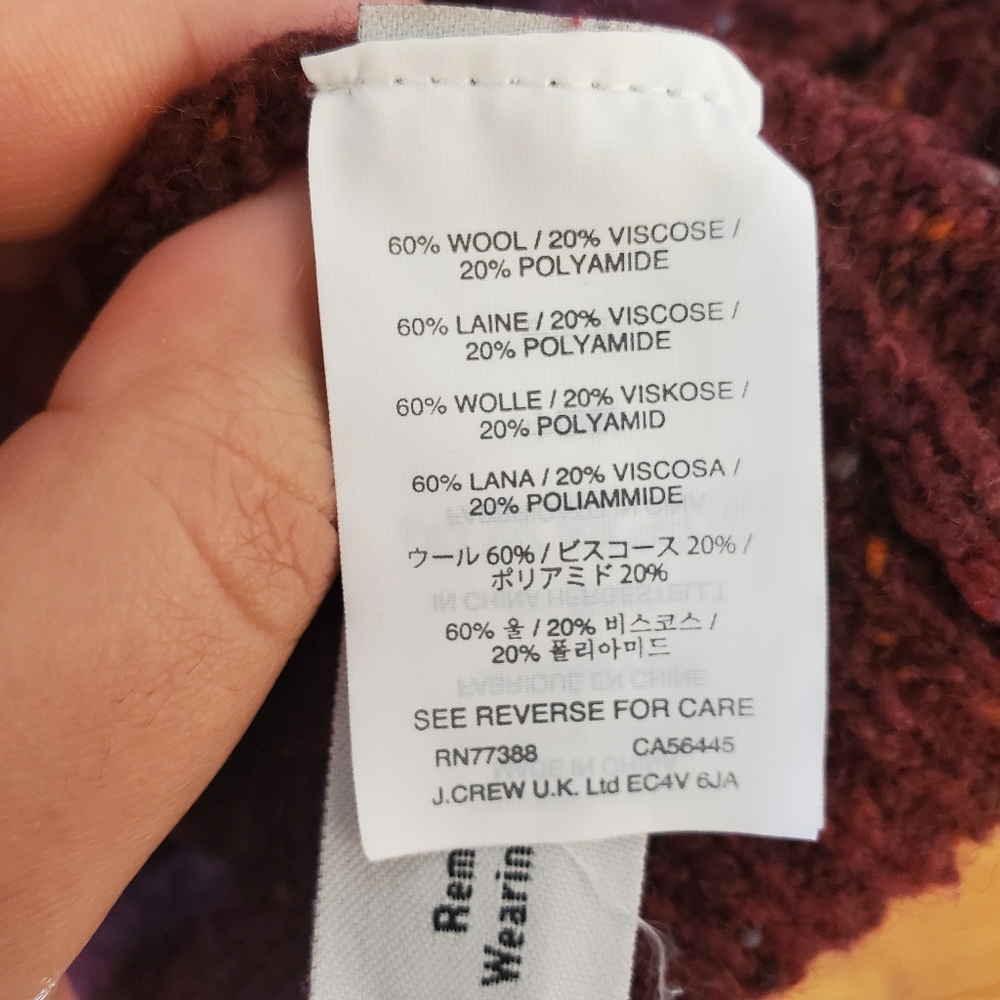 60% WOOL / 20% VISCOSE /
20% POLYAMIDE
60% LAINE / 20% VISCOSE /
20% POLYAMIDE
60% WOLLE / 20% VISKOSE /
20% POLYAMID
60% LANA / 20% VISCOSA /
20% POLIAMMIDE
ウール 60% / ビスコース 20% /
ポリアミド 20%
60% 울 / 20% 비스코스 /
20% 폴리아미드
SEE REVERSE FOR CARE
RN77388 CA56445
J.CREW U.K. Ltd EC4V 6JA